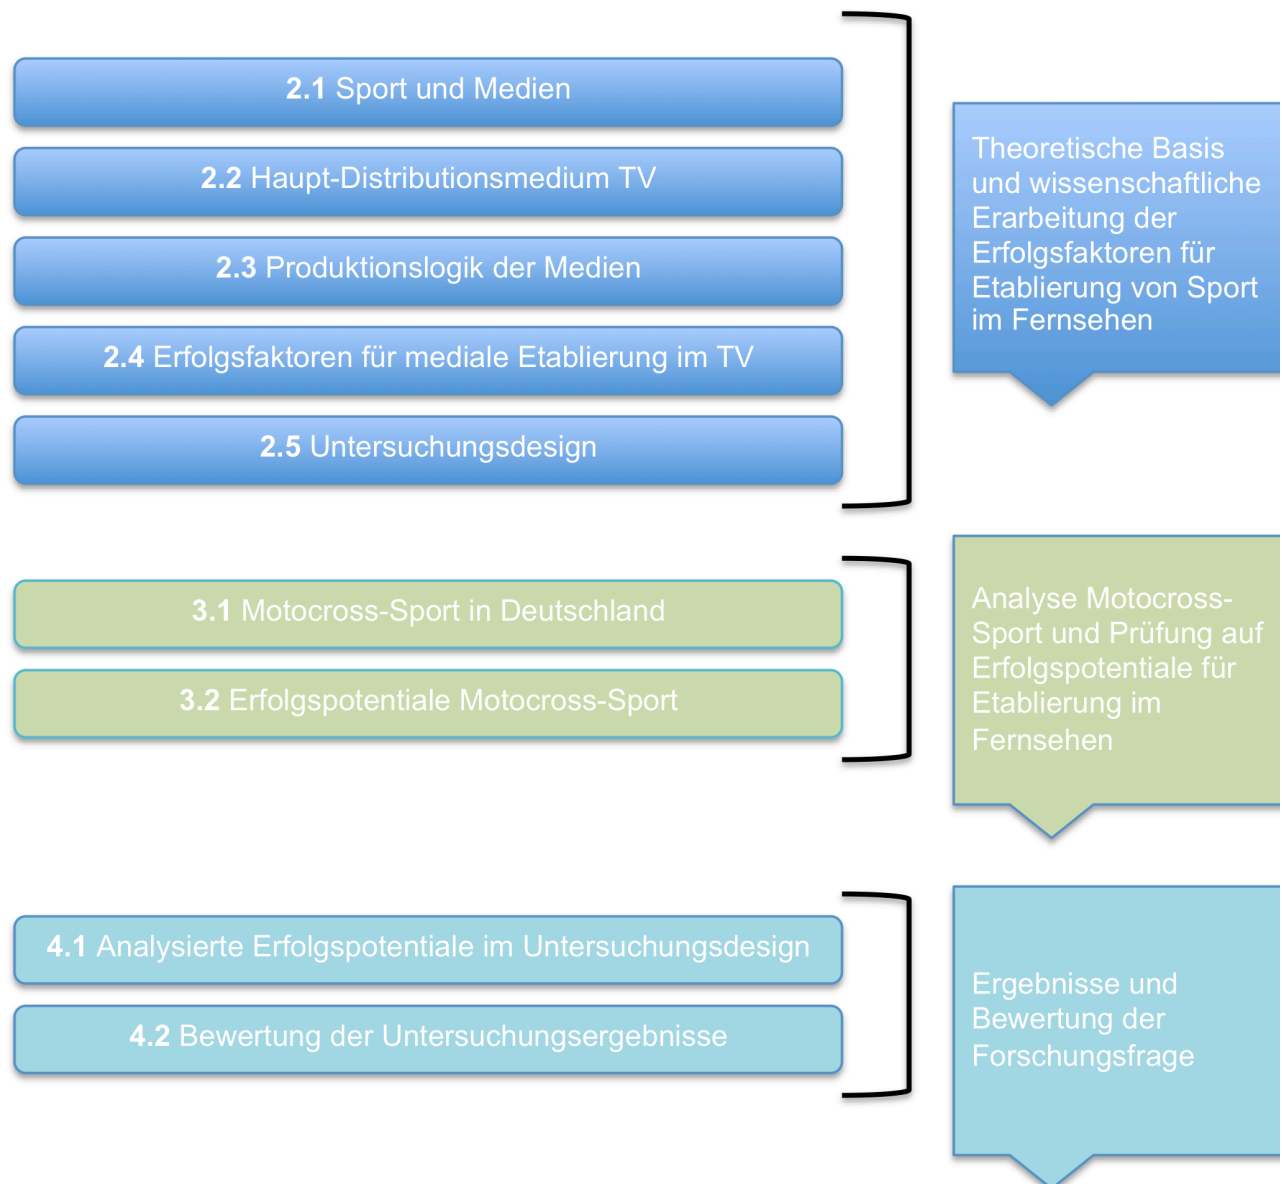 2.1 Sport und Medien
2.2 Haupt-Distributionsmedium TV
2.3 Produktionslogik der Medien
2.4 Erfolgsfaktoren für mediale Etablierung im TV
2.5 Untersuchungsdesign
Theoretische Basis
und wissenschaftliche
Erarbeitung der
Erfolgsfaktoren für
Etablierung von Sport
im Fernsehen
3.1 Motocross-Sport in Deutschland
3.2 Erfolgspotentiale Motocross-Sport
Analyse Motocross-
Sport und Prüfung auf
Erfolgspotentiale für
Etablierung im
Fernsehen
4.1 Analysierte Erfolgspotentiale im Untersuchungsdesign
4.2 Bewertung der Untersuchungsergebnisse
Ergebnisse und
Bewertung der
Forschungsfrage